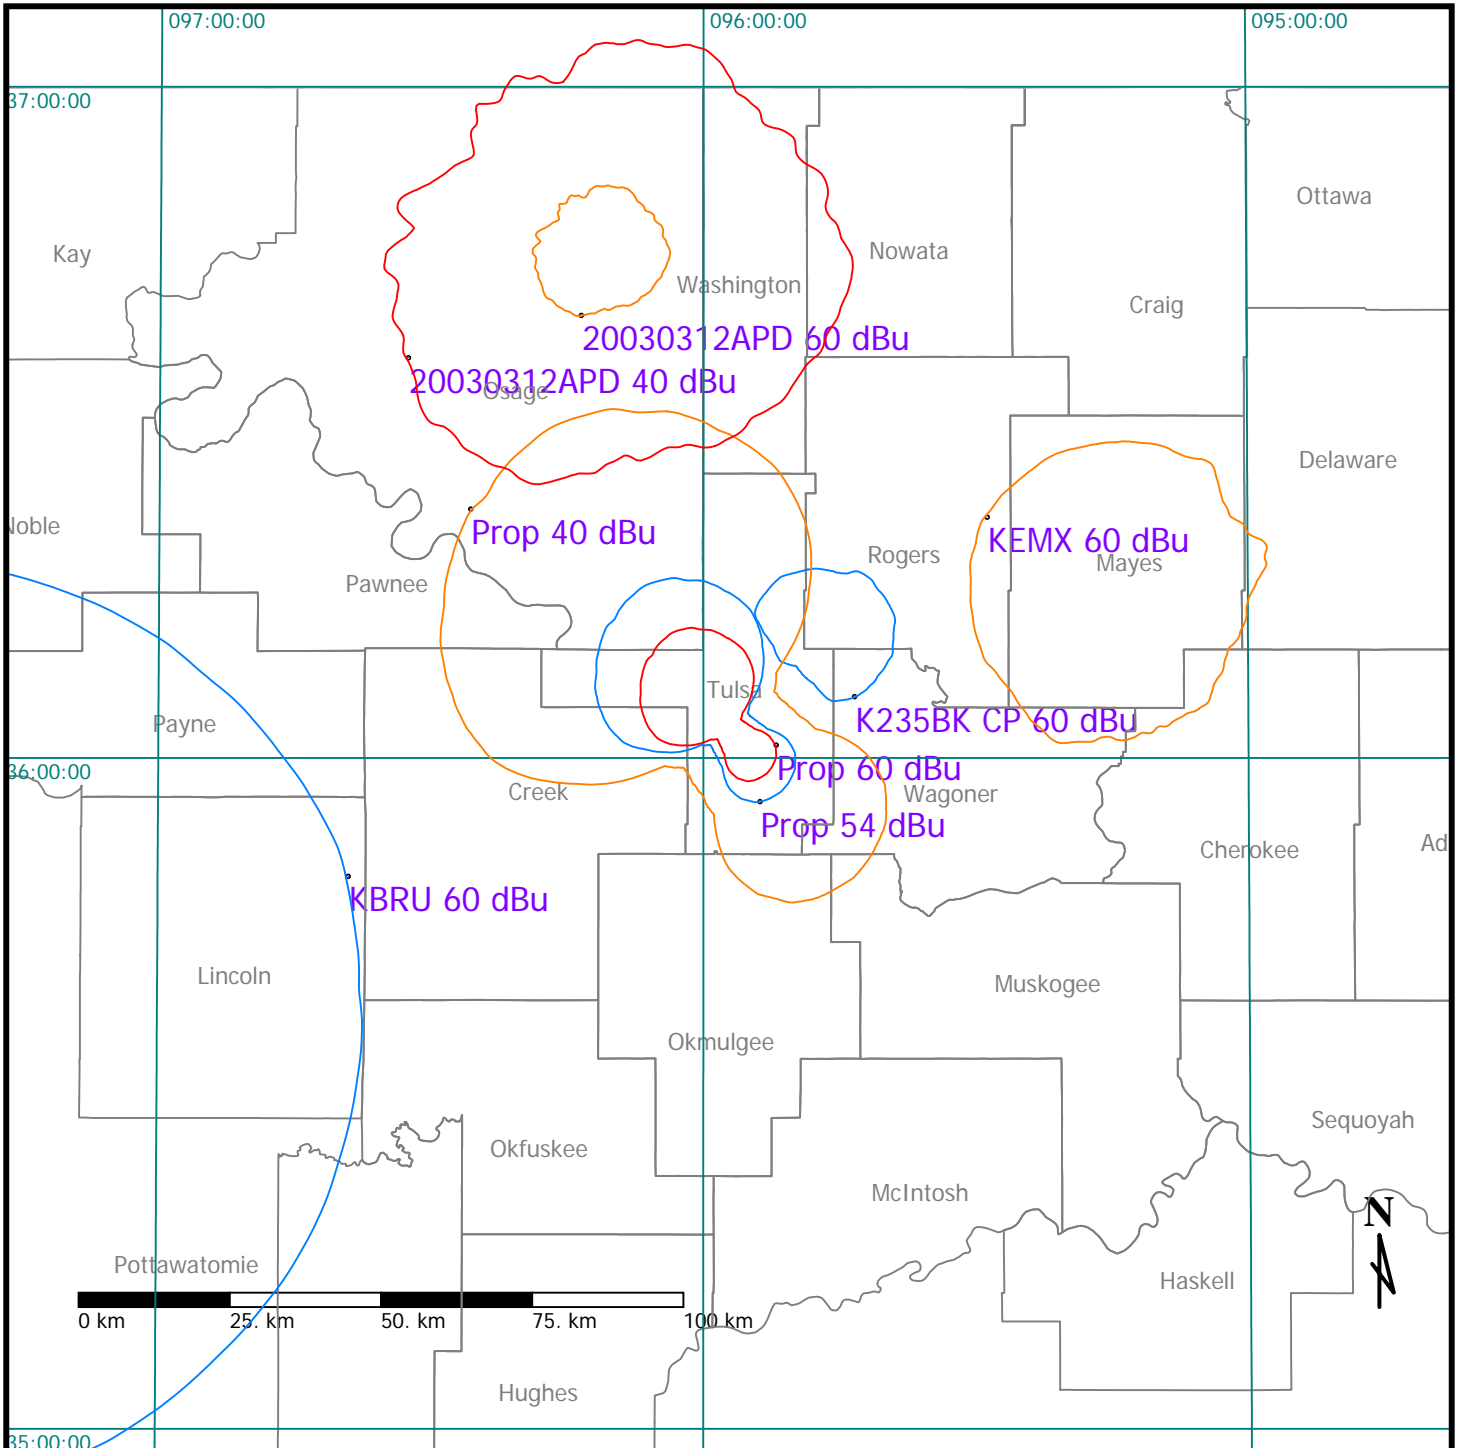 097:00:00
096:00:00
095:00:00
37:00:00
Ottawa
Kay
Nowata
Washington
Craig
20030312APD 60 dBu
20030312APD 40 dBu
Osage
Delaware
Noble
Prop 40 dBu
KEMX 60 dBu
Rogers
Mayes
Pawnee
Tulsa
Payne
K235BK CP 60 dBu
36:00:00
Prop 60 dBu
Creek
Wagoner
Prop 54 dBu
Cherokee
Ad
KBRU 60 dBu
Lincoln
Muskogee
Okmulgee
Sequoyah
Okfuskee
McIntosh
N
Pottawatomie
Haskell
0 km
25. km
50. km
75. km
100 km
Hughes
35:00:00